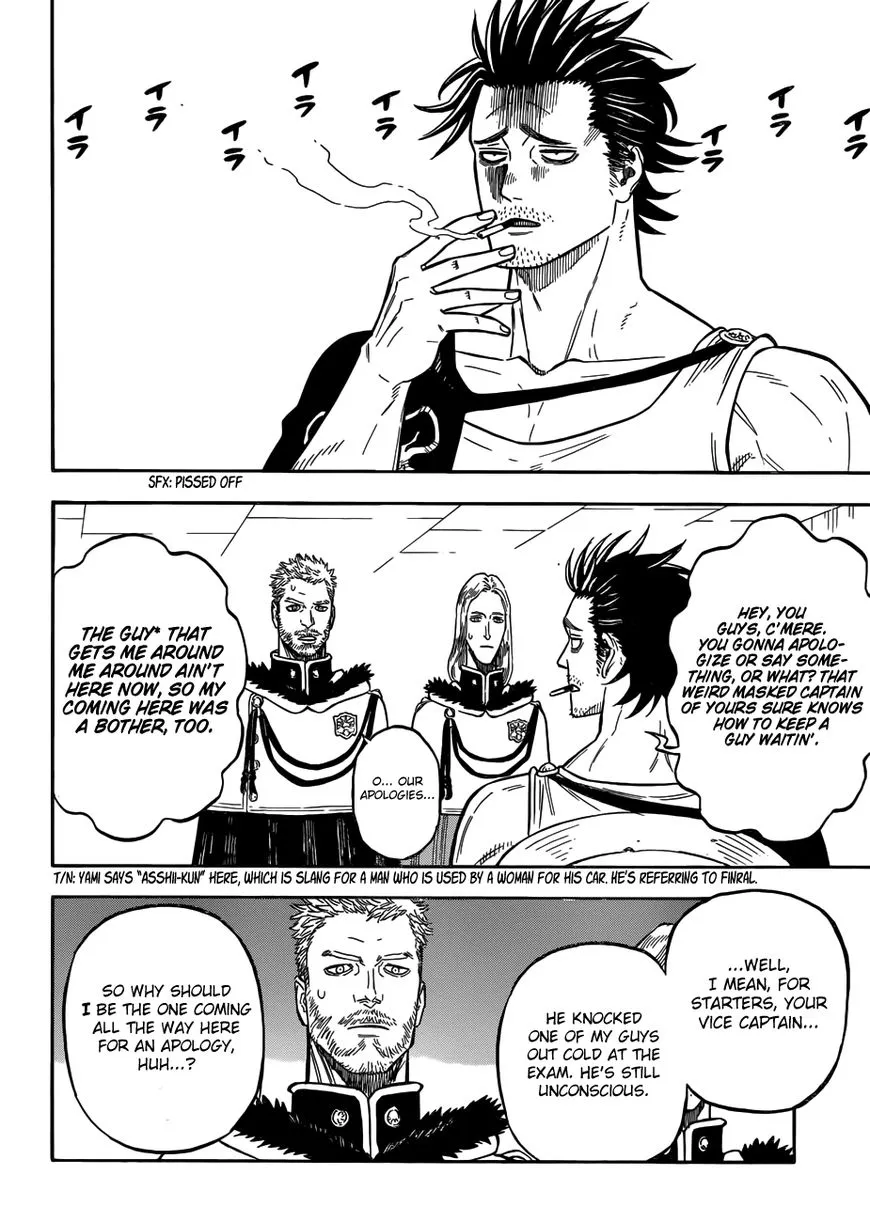 イラ
イラ
イラ
イラ
イラ
イラ
イラ
イラ
SFX: PISSED OFF
HEY, YOU
GUYS, C'MERE.
YOU GONNA APOLO-
GIZE OR SAY SOME-
THING, OR WHAT? THAT
WEIRD MASKED CAPTAIN
OF YOURS SURE KNOWS
HOW TO KEEP A
GUY WAITIN'.
THE GUY* THAT
GETS ME AROUND
ME AROUND AIN'T
HERE NOW, SO MY
COMING HERE WAS
A BOTHER, TOO.
O... OUR
APOLOGIES...
T/N: YAMI SAYS "ASSHII-KUN" HERE, WHICH IS SLANG FOR A MAN WHO IS USED BY A WOMAN FOR HIS CAR. HE'S REFERRING TO FINRAL.
...WELL,
I MEAN, FOR
STARTERS, YOUR
VICE CAPTAIN...
HE KNOCKED
ONE OF MY GUYS
OUT COLD AT THE
EXAM. HE'S STILL
UNCONSCIOUS.
SO WHY SHOULD
I BE THE ONE COMING
ALL THE WAY HERE
FOR AN APOLOGY,
HUH...?